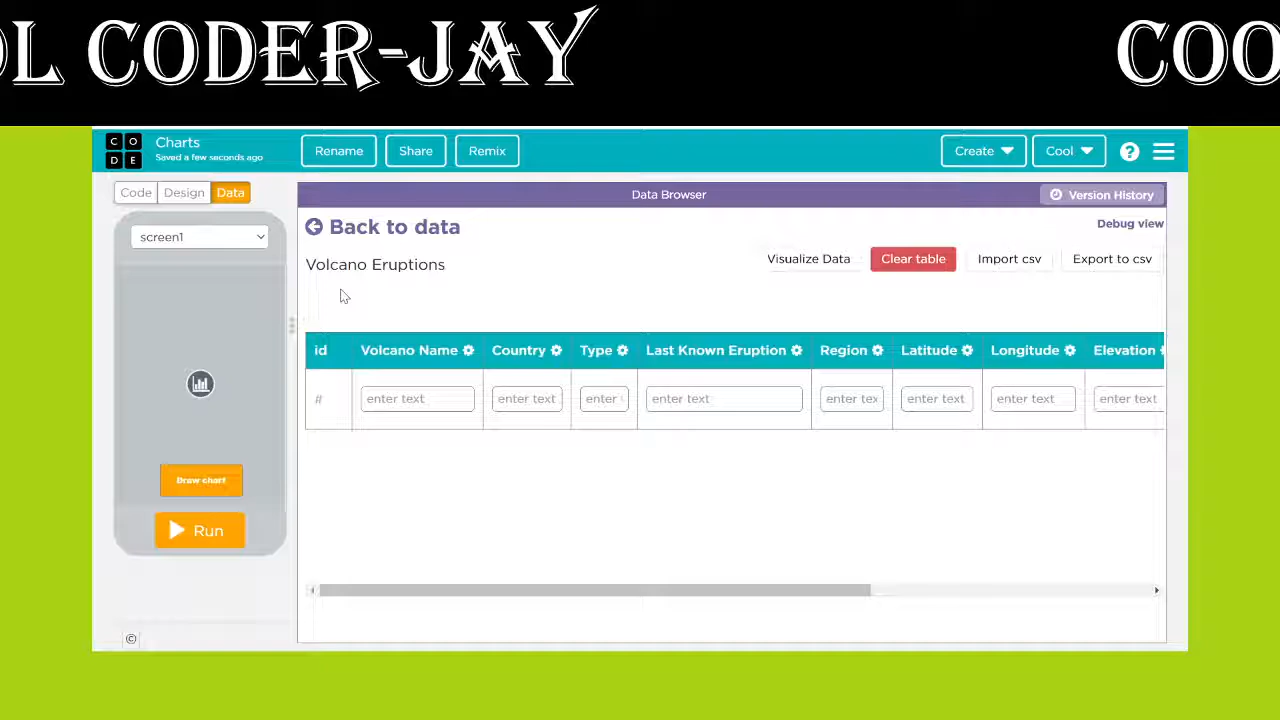 OL CODER-JAY COO
C O
D E
Charts
Saved a few seconds ago
Rename
Share
Remix
Create
Cool
?
Code
Design
Data
Data Browser
Version History
screen1
Back to data
Debug view
Volcano Eruptions
Visualize Data
Clear table
Import csv
Export to csv
id
Volcano Name
Country
Type
Last Known Eruption
Region
Latitude
Longitude
Elevation
#
enter text
enter text
enter
enter text
enter tex
enter text
enter text
enter text
Draw chart
Run
©